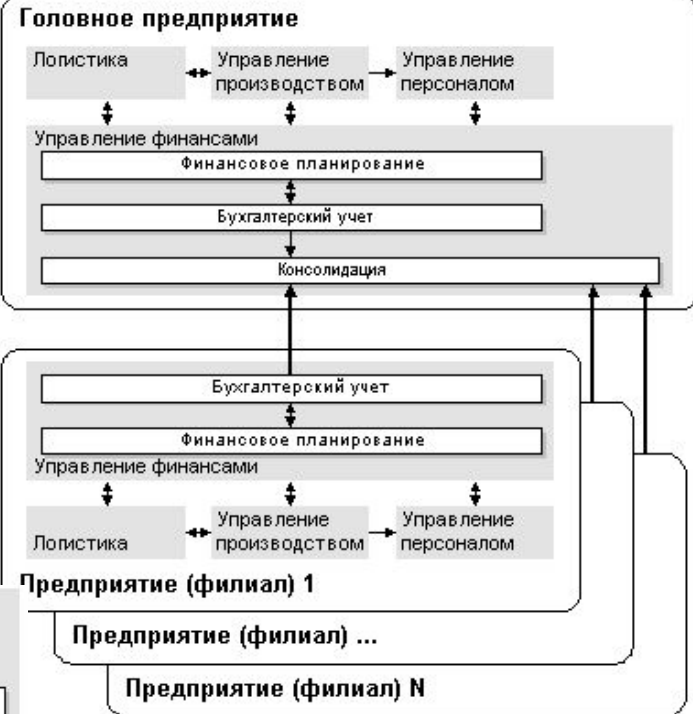 Головное предприятие
Логистика
Управление
производством
Управление
персоналом
Управление финансами
Финансовое планирование
Бухгалтерский учет
Консолидация
Бухгалтерский учет
Финансовое планирование
Управление финансами
Логистика
Управление
производством
Управление
персоналом
Предприятие (филиал) 1
Предприятие (филиал) ...
Предприятие (филиал) N